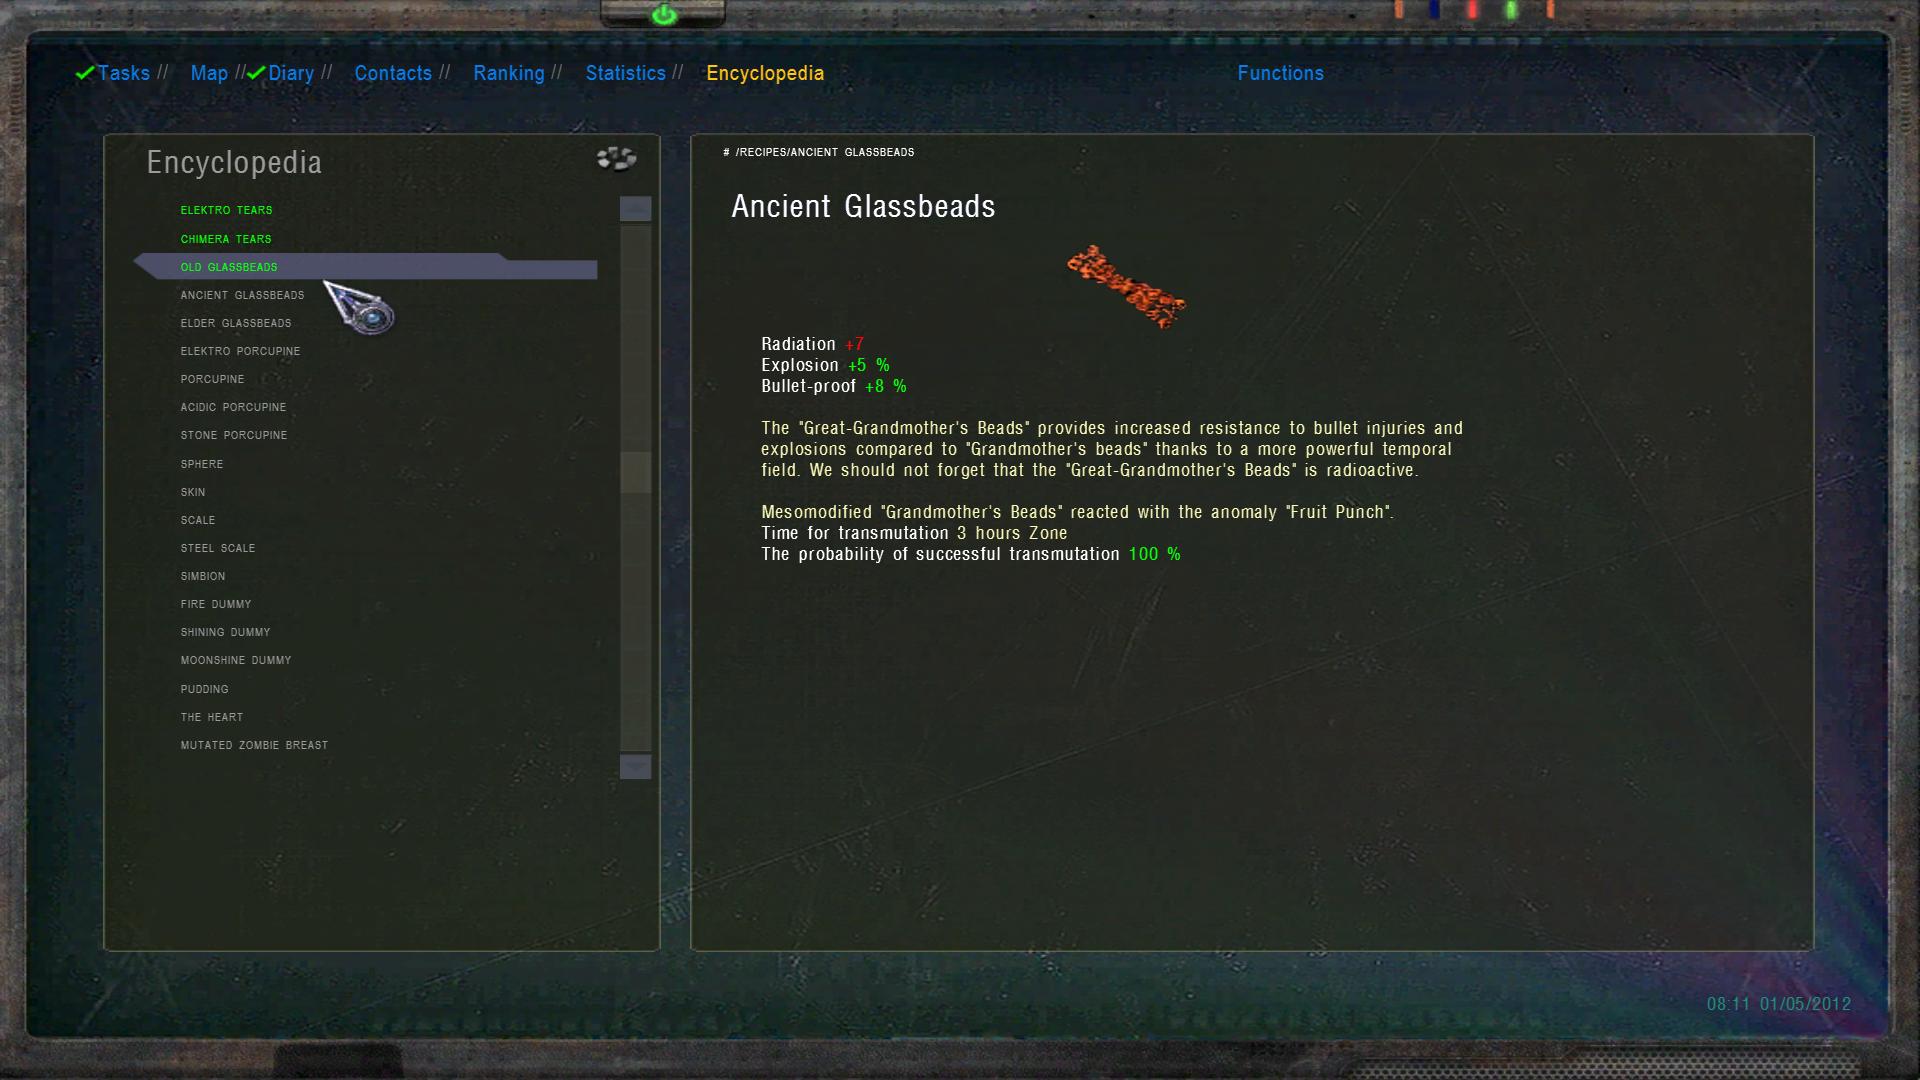 Tasks // Map // Diary // Contacts // Ranking // Statistics // Encyclopedia
Functions
Encyclopedia
ELEKTRO TEARS
CHIMERA TEARS
OLD GLASSBEADS
ANCIENT GLASSBEADS
ELDER GLASSBEADS
ELEKTRO PORCUPINE
PORCUPINE
ACIDIC PORCUPINE
STONE PORCUPINE
SPHERE
SKIN
SCALE
STEEL SCALE
SIMBION
FIRE DUMMY
SHINING DUMMY
MOONSHINE DUMMY
PUDDING
THE HEART
MUTATED ZOMBIE BREAST
# /RECIPES/ANCIENT GLASSBEADS
Ancient Glassbeads
Radiation +7
Explosion +5 %
Bullet-proof +8 %
The "Great-Grandmother's Beads" provides increased resistance to bullet injuries and
explosions compared to "Grandmother's beads" thanks to a more powerful temporal
field. We should not forget that the "Great-Grandmother's Beads" is radioactive.
Mesomodified "Grandmother's Beads" reacted with the anomaly "Fruit Punch".
Time for transmutation 3 hours Zone
The probability of successful transmutation 100 %
08:11 01/05/2012